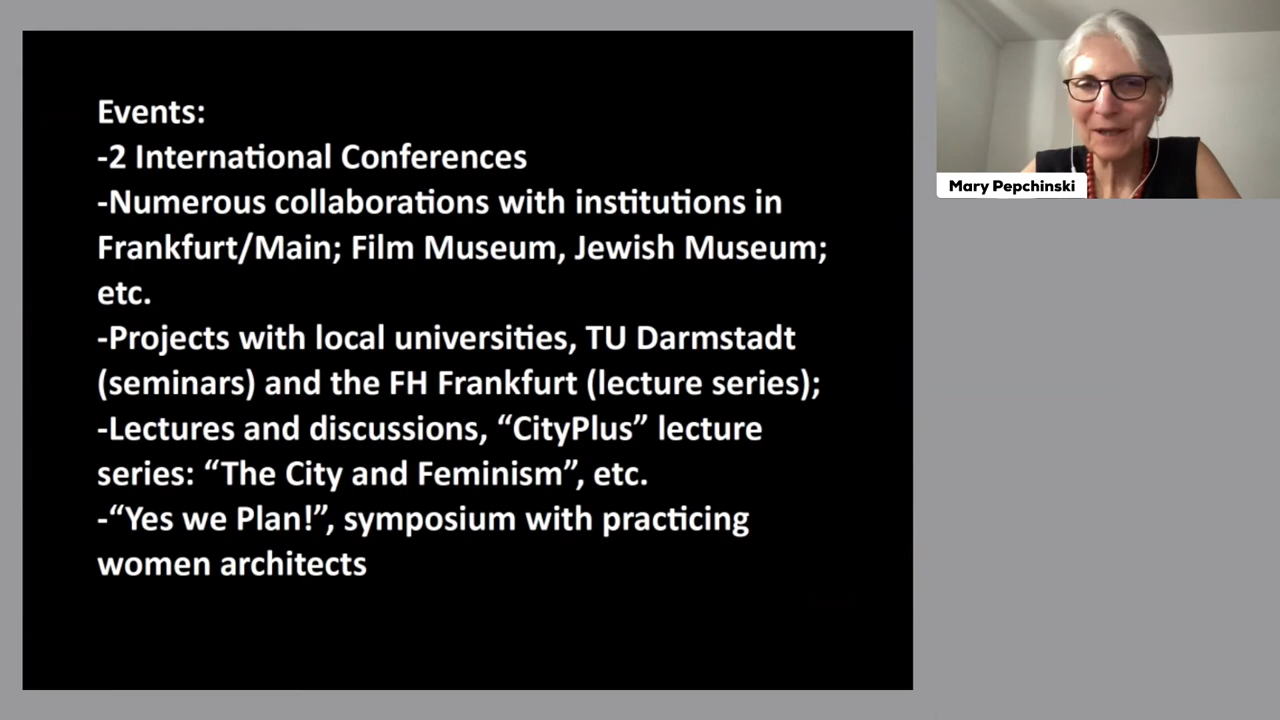 Events:
-2 International Conferences
-Numerous collaborations with institutions in
Frankfurt/Main; Film Museum, Jewish Museum;
etc.
-Projects with local universities, TU Darmstadt
(seminars) and the FH Frankfurt (lecture series);
-Lectures and discussions, “CityPlus” lecture
series: “The City and Feminism”, etc.
-“Yes we Plan!”, symposium with practicing
women architects
Mary Pepchinski